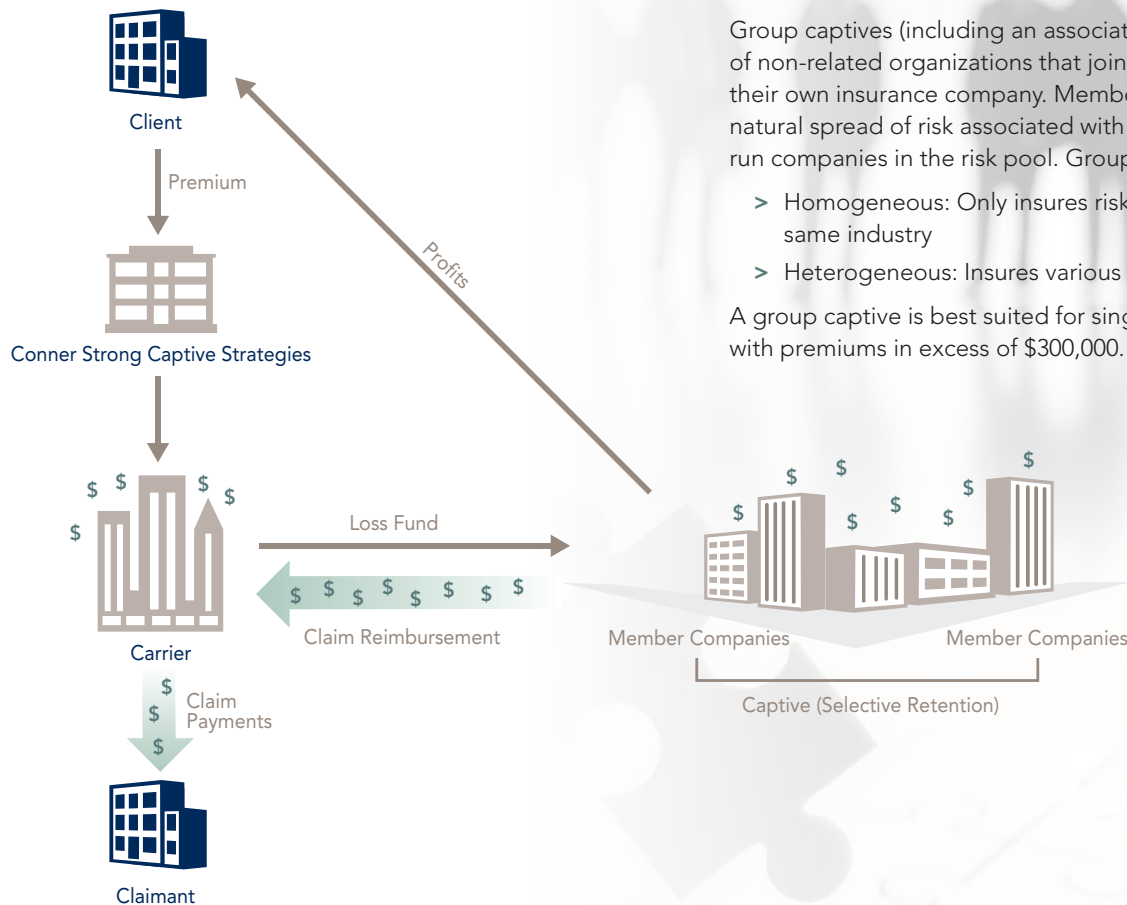 Client
Premium
Conner Strong Captive Strategies
Profits
Group captives (including an associat
of non-related organizations that join
their own insurance company. Membe
natural spread of risk associated with
run companies in the risk pool. Group
> Homogeneous: Only insures risk
same industry
> Heterogeneous: Insures various
A group captive is best suited for sing
with premiums in excess of $300,000.
$ $ $ $ $
Loss Fund
$ $ $ $ $ $ $ $
Claim Reimbursement
Carrier
$ $ $ $ $ $ $ $
Member Companies
Member Companies
Captive (Selective Retention)
$
$
$
Claim
Payments
Claimant